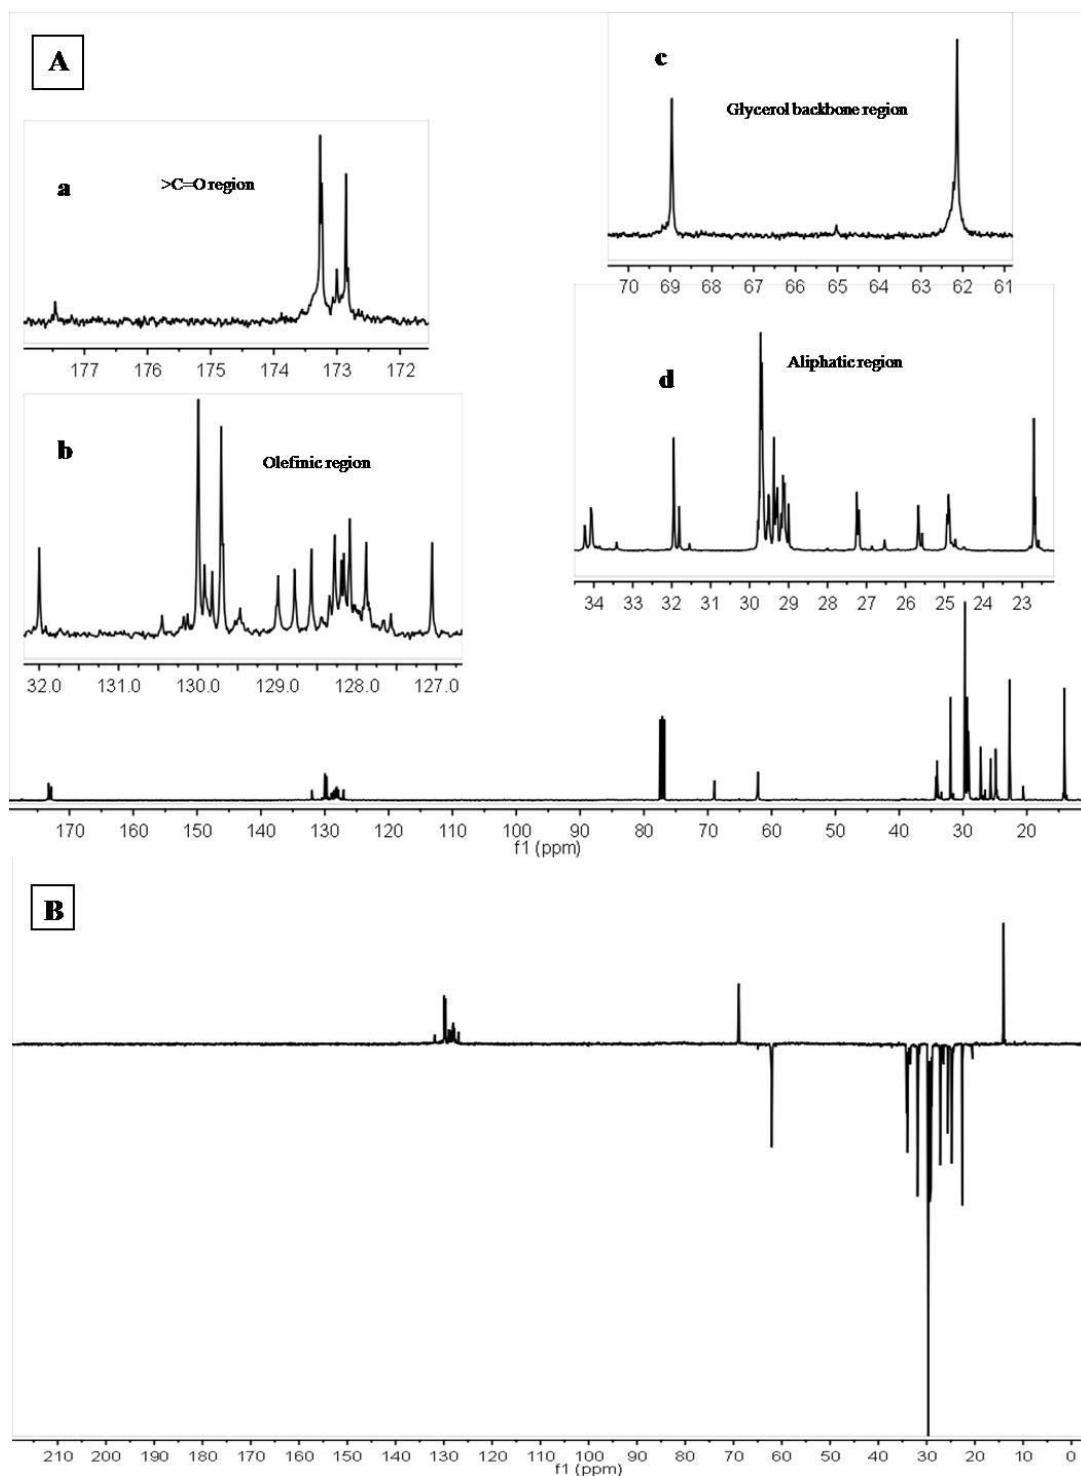 A
a
>C=O region
177 176 175 174 173 172
b
Olefinic region
32.0 131.0 130.0 129.0 128.0 127.0
c
Glycerol backbone region
70 69 68 67 66 65 64 63 62 61
d
Aliphatic region
34 33 32 31 30 29 28 27 26 25 24 23
170 160 150 140 130 120 110 100 90 80 70 60 50 40 30 20
f1 (ppm)
B
210 200 190 180 170 160 150 140 130 120 110 100 90 80 70 60 50 40 30 20 10 0
f1 (ppm)